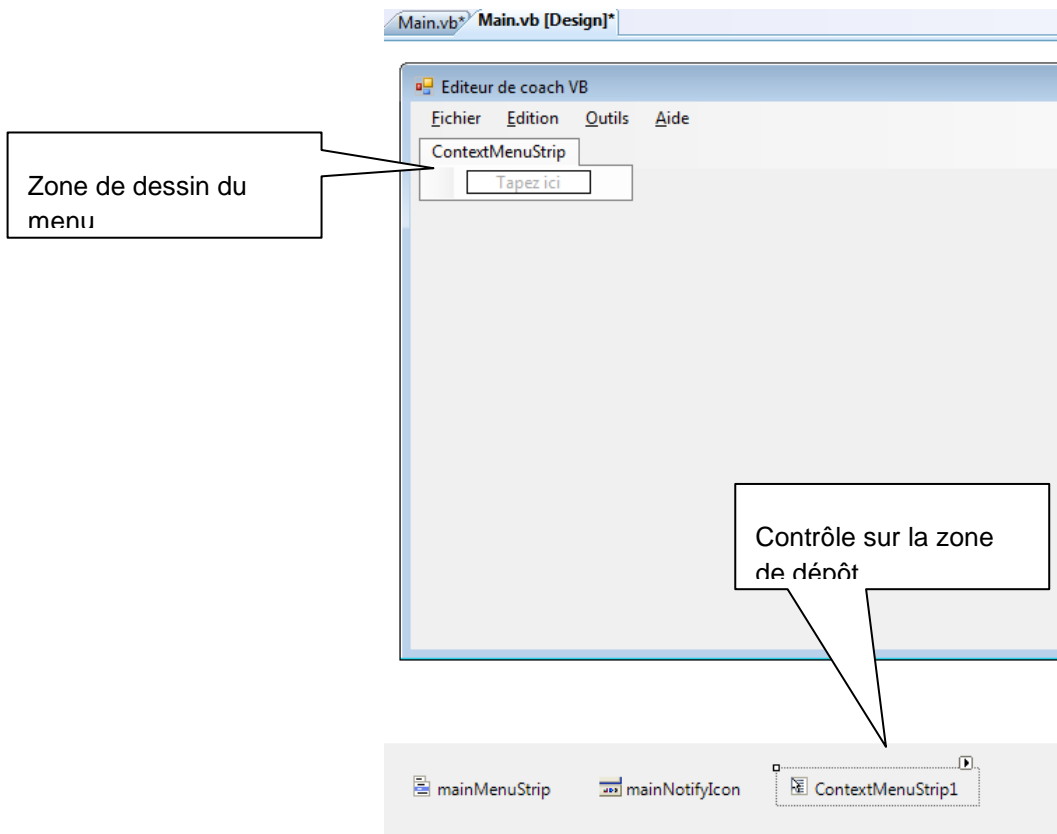 Main.vb* Main.vb [Design]*
Editeur de coach VB
Fichier Edition Outils Aide
ContextMenuStrip
Tapez ici
Zone de dessin du
menu
Contrôle sur la zone
de dépôt
mainMenuStrip mainNotifyIcon ContextMenuStrip1